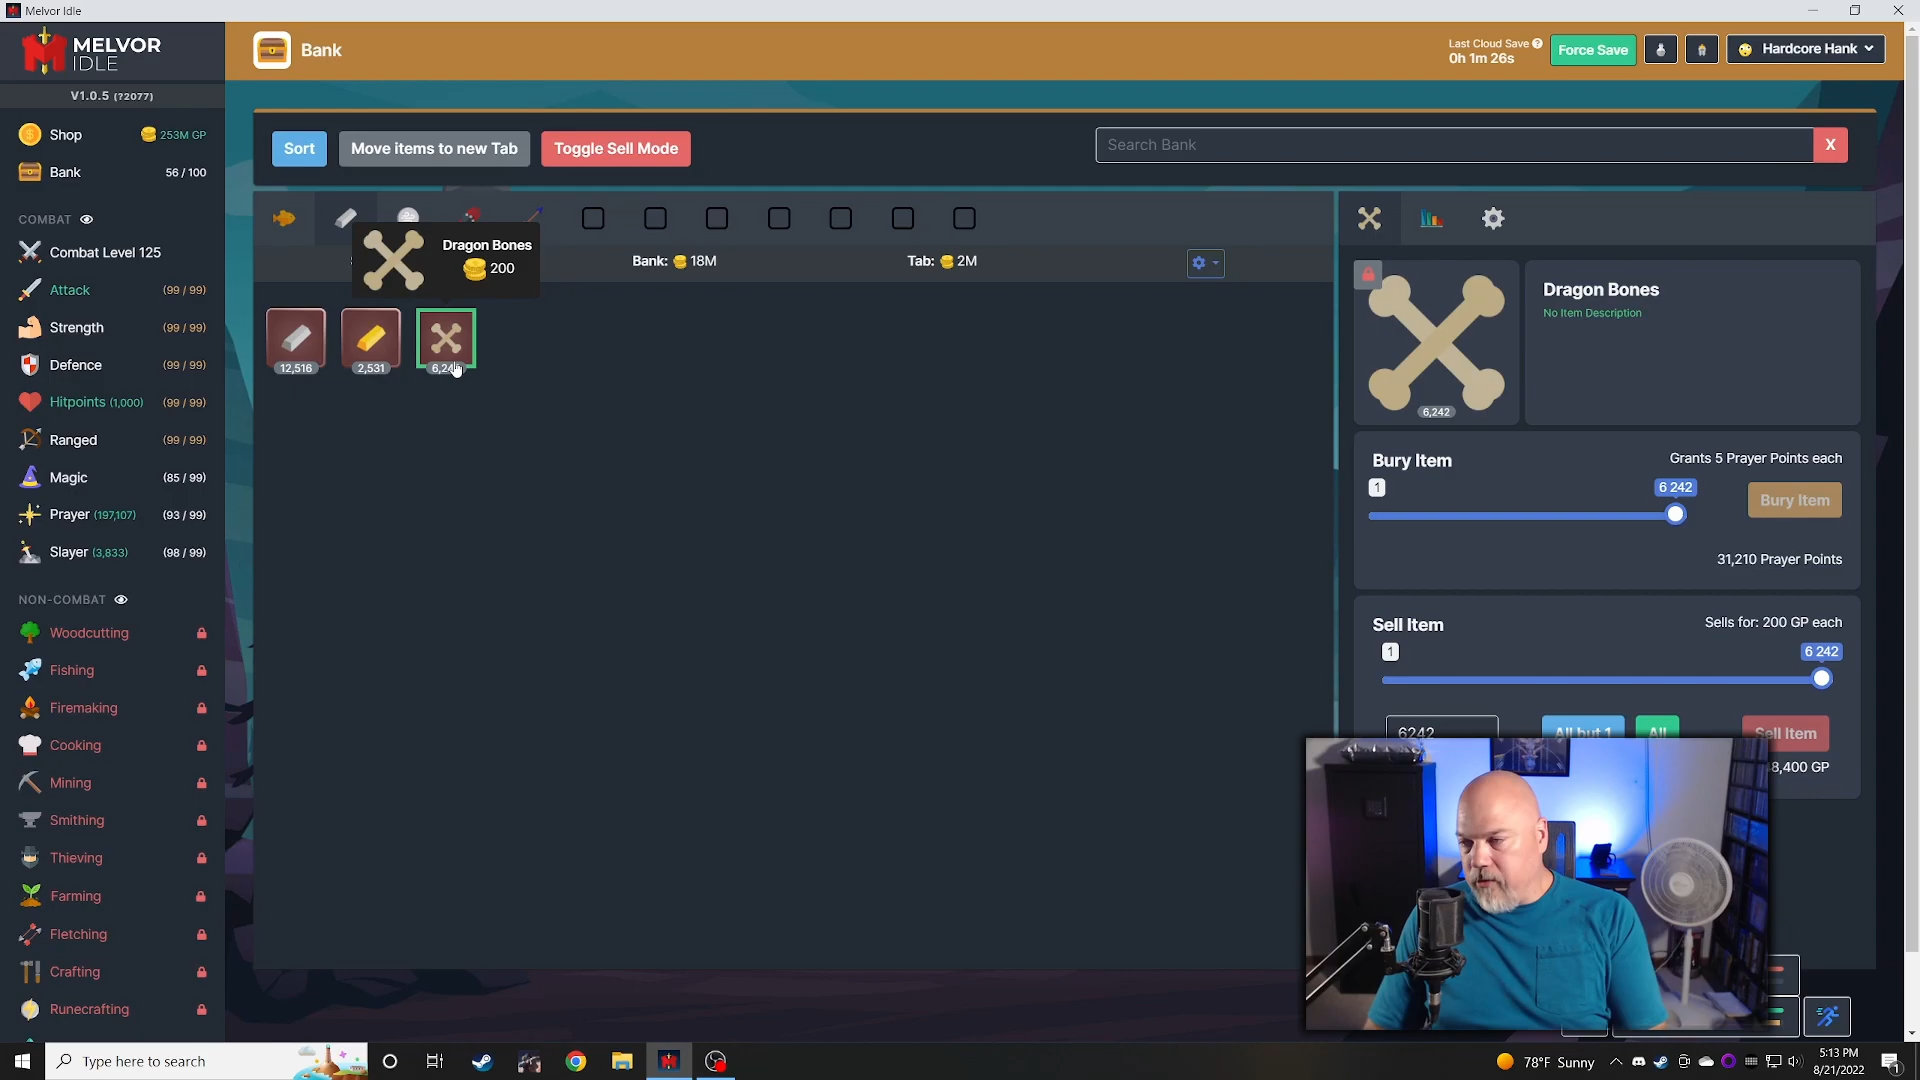 Melvor Idle
MELVOR
IDLE
V1.0.5 (?2077)
Shop 253M GP
Bank 56 / 100
COMBAT
Combat Level 125
Attack (99 / 99)
Strength (99 / 99)
Defence (99 / 99)
Hitpoints (1,000) (99 / 99)
Ranged (99 / 99)
Magic (85 / 99)
Prayer (197,107) (93 / 99)
Slayer (3,833) (98 / 99)
NON-COMBAT
Woodcutting
Fishing
Firemaking
Cooking
Mining
Smithing
Thieving
Farming
Fletching
Crafting
Runecrafting
Bank
Last Cloud Save
0h 1m 26s
Force Save
Hardcore Hank
Sort
Move items to new Tab
Toggle Sell Mode
Search Bank
X
Bank: 18M
Tab: 2M
Dragon Bones
200
12,516
2,531
Dragon Bones
No Item Description
6,242
Bury Item
Grants 5 Prayer Points each
1
6 242
Bury Item
31,210 Prayer Points
Sell Item
Sells for: 200 GP each
1
6 242
6242
All but 1
All
Sell Item
8,400 GP
Type here to search
78°F Sunny
5:13 PM
8/21/2022
1